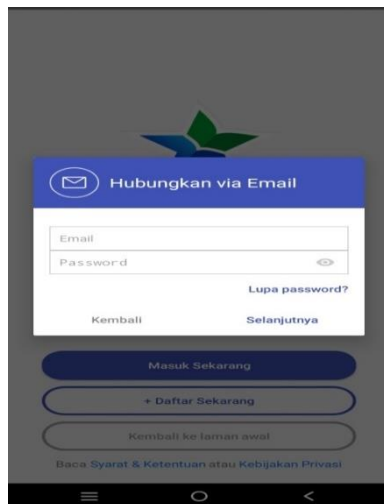 Hubungkan via Email
Email
Password
Lupa password?
Kembali
Selanjutnya
Masuk Sekarang
+ Daftar Sekarang
Kembali ke laman awal
Baca Syarat & Ketentuan atau Kebijakan Privasi